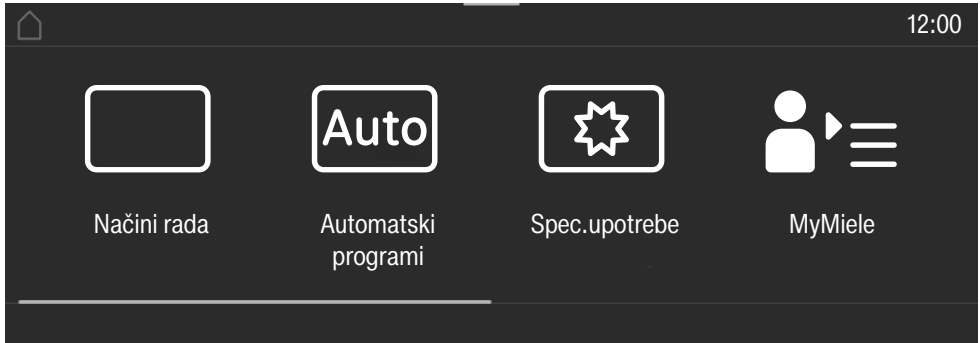 12:00
Auto
Načini rada
Automatski
programi
Spec.upotrebe
MyMiele